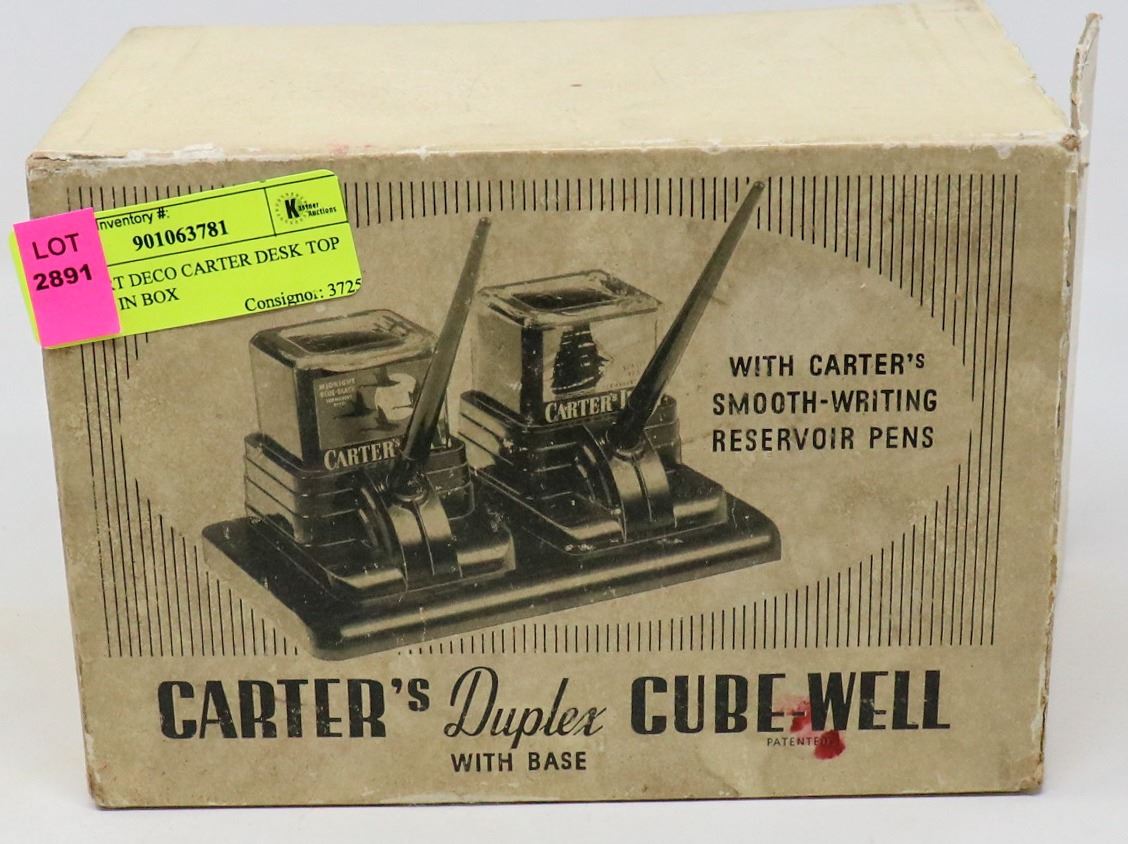 LOT
2891
Inventory #:
901063781
Kastner
Auctions
DECO CARTER DESK TOP
IN BOX
Consignor: 3725
MIDNIGHT
BLUE-BLACK
CARTER'S
CARTER'S
WITH CARTER'S
SMOOTH-WRITING
RESERVOIR PENS
CARTER'S Duplex CUBE-WELL
PATENTED
WITH BASE